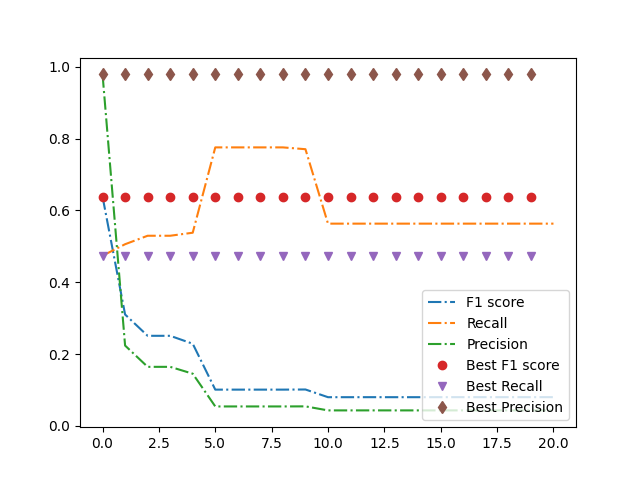 1.0
0.8
0.6
0.4
0.2
0.0
0.0 2.5 5.0 7.5 10.0 12.5 15.0 17.5 20.0
F1 score
Recall
Precision
Best F1 score
Best Recall
Best Precision